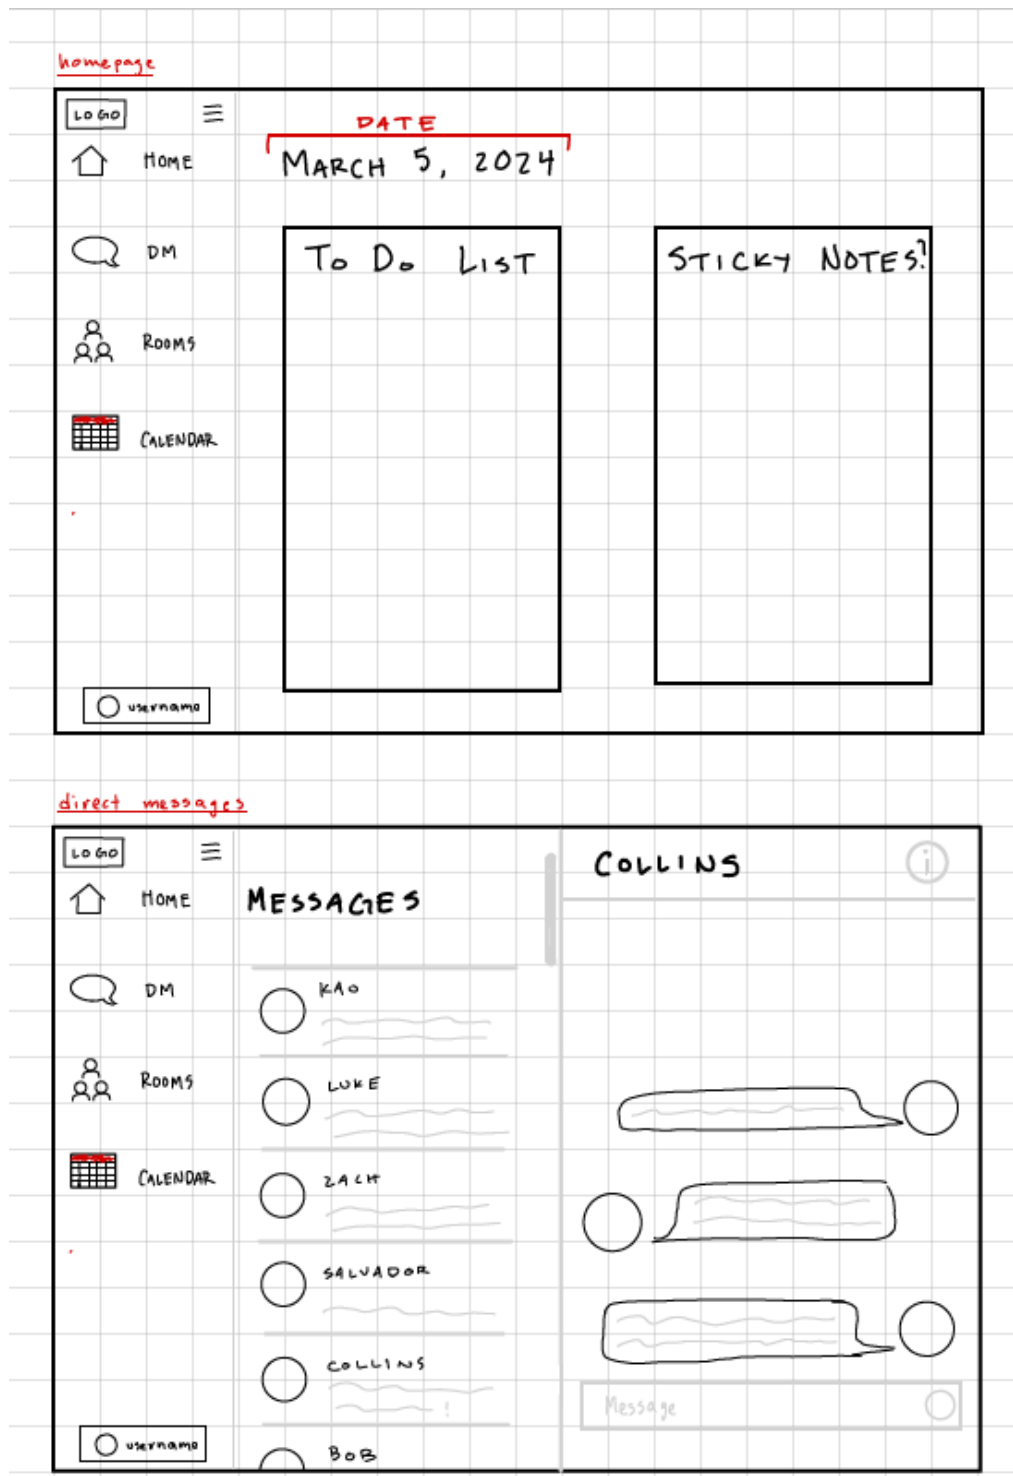 homepage
LOGO
DATE
MARCH 5, 2024
HOME
DM
TO DO LIST
STICKY NOTES?
ROOMS
CALENDAR
username
direct messages
LOGO
HOME
DM
ROOMS
CALENDAR
username
MESSAGES
KAO
LUKE
ZACH
SALVADOR
COLLINS
!
BOB
COLLINS
i
Message